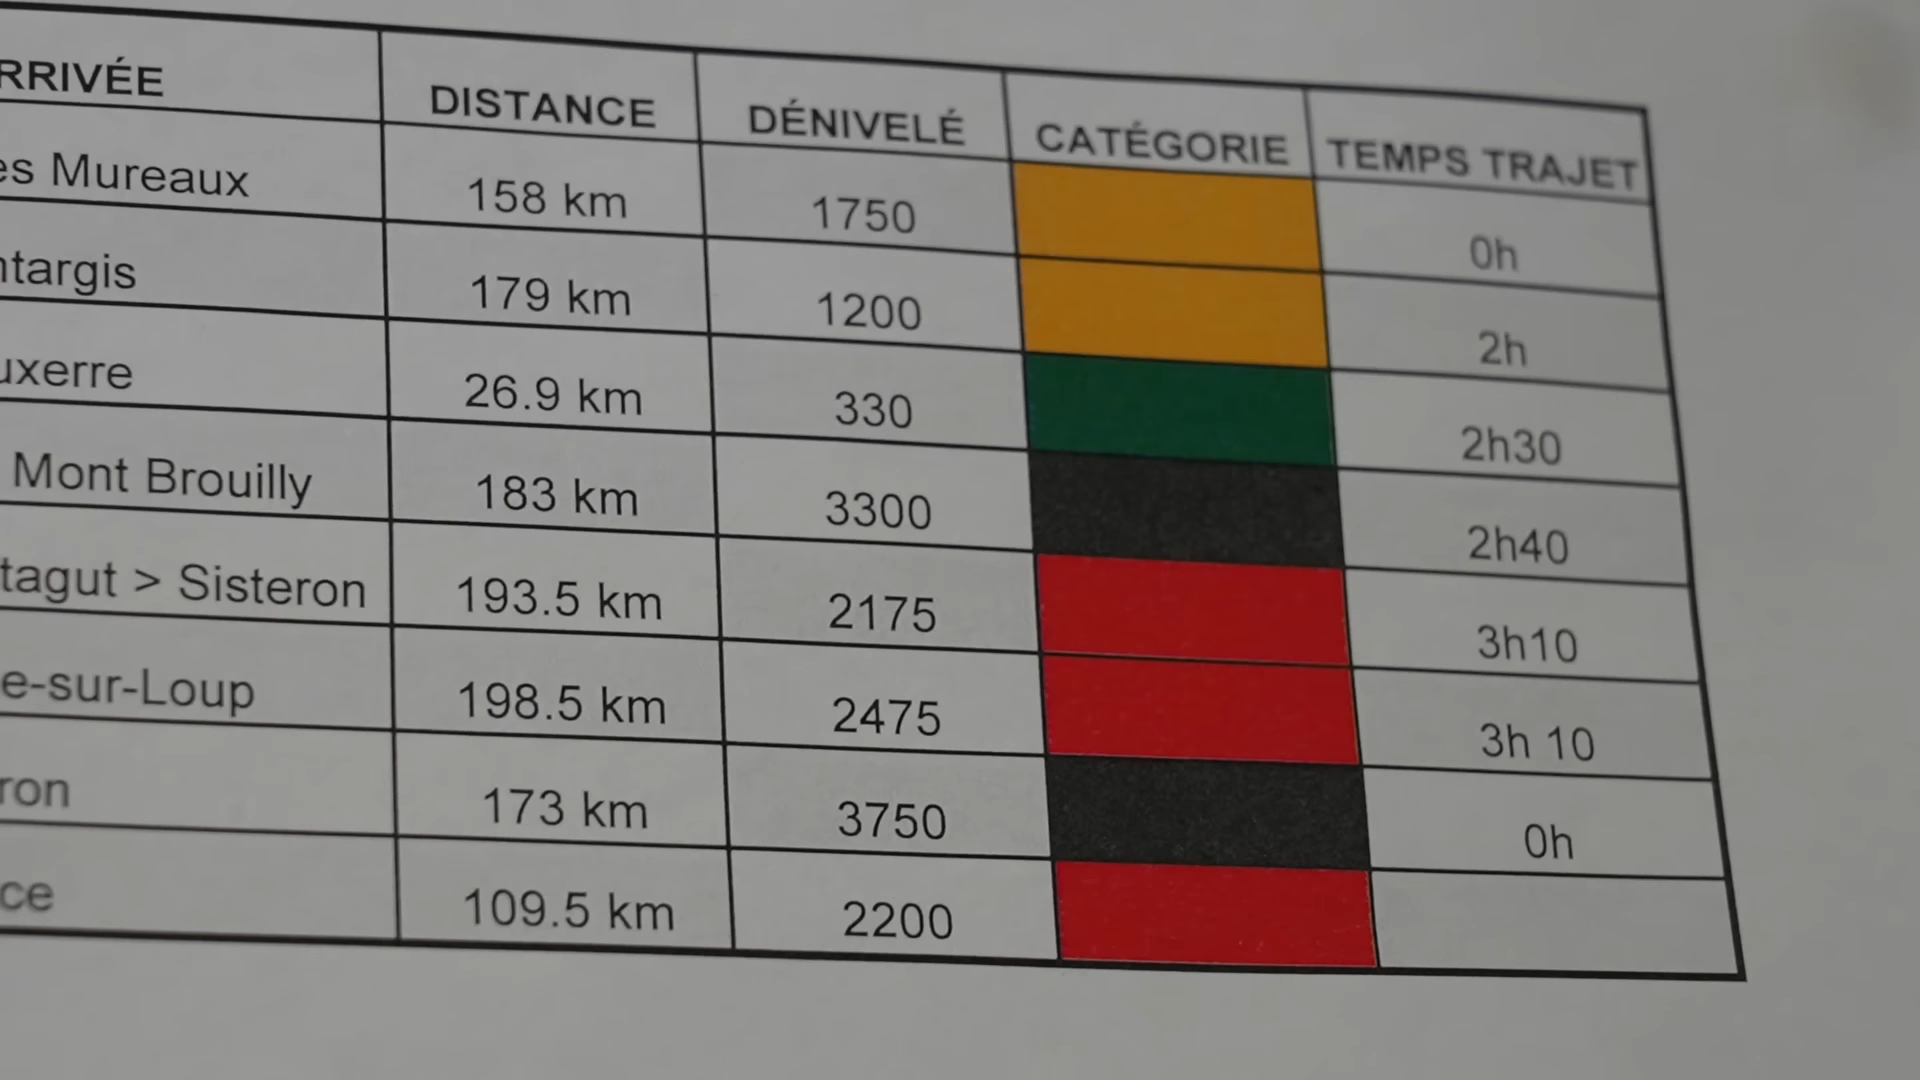 RRIVÉE DISTANCE DÉNIVELÉ CATÉGORIE TEMPS TRAJET
es Mureaux 158 km 1750 0h
ntargis 179 km 1200 2h
uxerre 26.9 km 330 2h30
Mont Brouilly 183 km 3300 2h40
tagut > Sisteron 193.5 km 2175 3h10
e-sur-Loup 198.5 km 2475 3h 10
ron 173 km 3750 0h
ce 109.5 km 2200